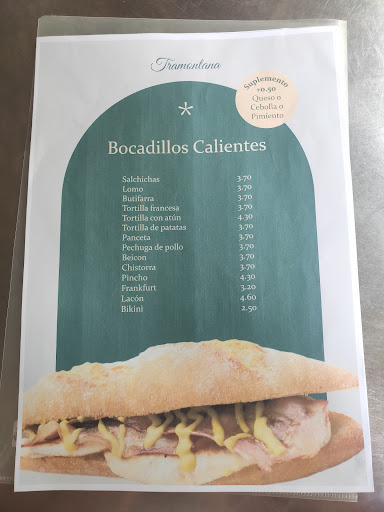 Tramontana
Suplemento
+0.50
Queso o
Cebolla o
Pimiento
*
Bocadillos Calientes
Salchichas 3.70
Lomo 3.70
Butifarra 3.70
Tortilla francesa 3.70
Tortilla con atún 4.30
Tortilla de patatas 3.70
Panceta 3.70
Pechuga de pollo 3.70
Beicon 3.70
Chistorra 3.70
Pincho 4.30
Frankfurt 3.20
Lacón 4.60
Bikini 2.50